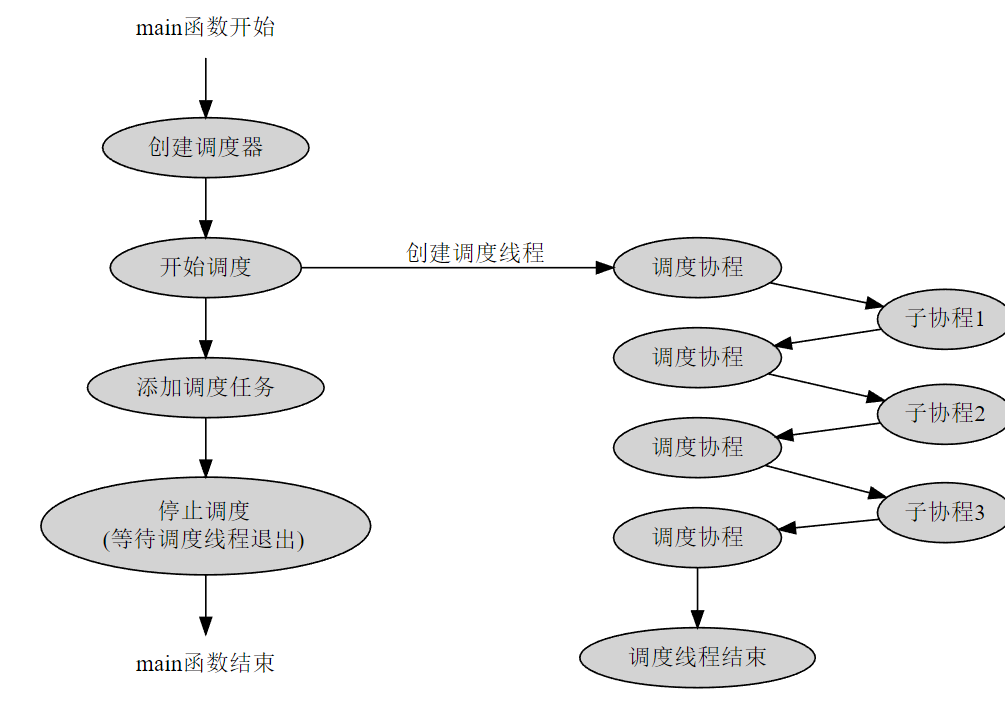 main函数开始
创建调度器
开始调度
创建调度线程
调度协程
子协程1
调度协程
添加调度任务
子协程2
调度协程
停止调度
(等待调度线程退出)
子协程3
调度协程
main函数结束
调度线程结束